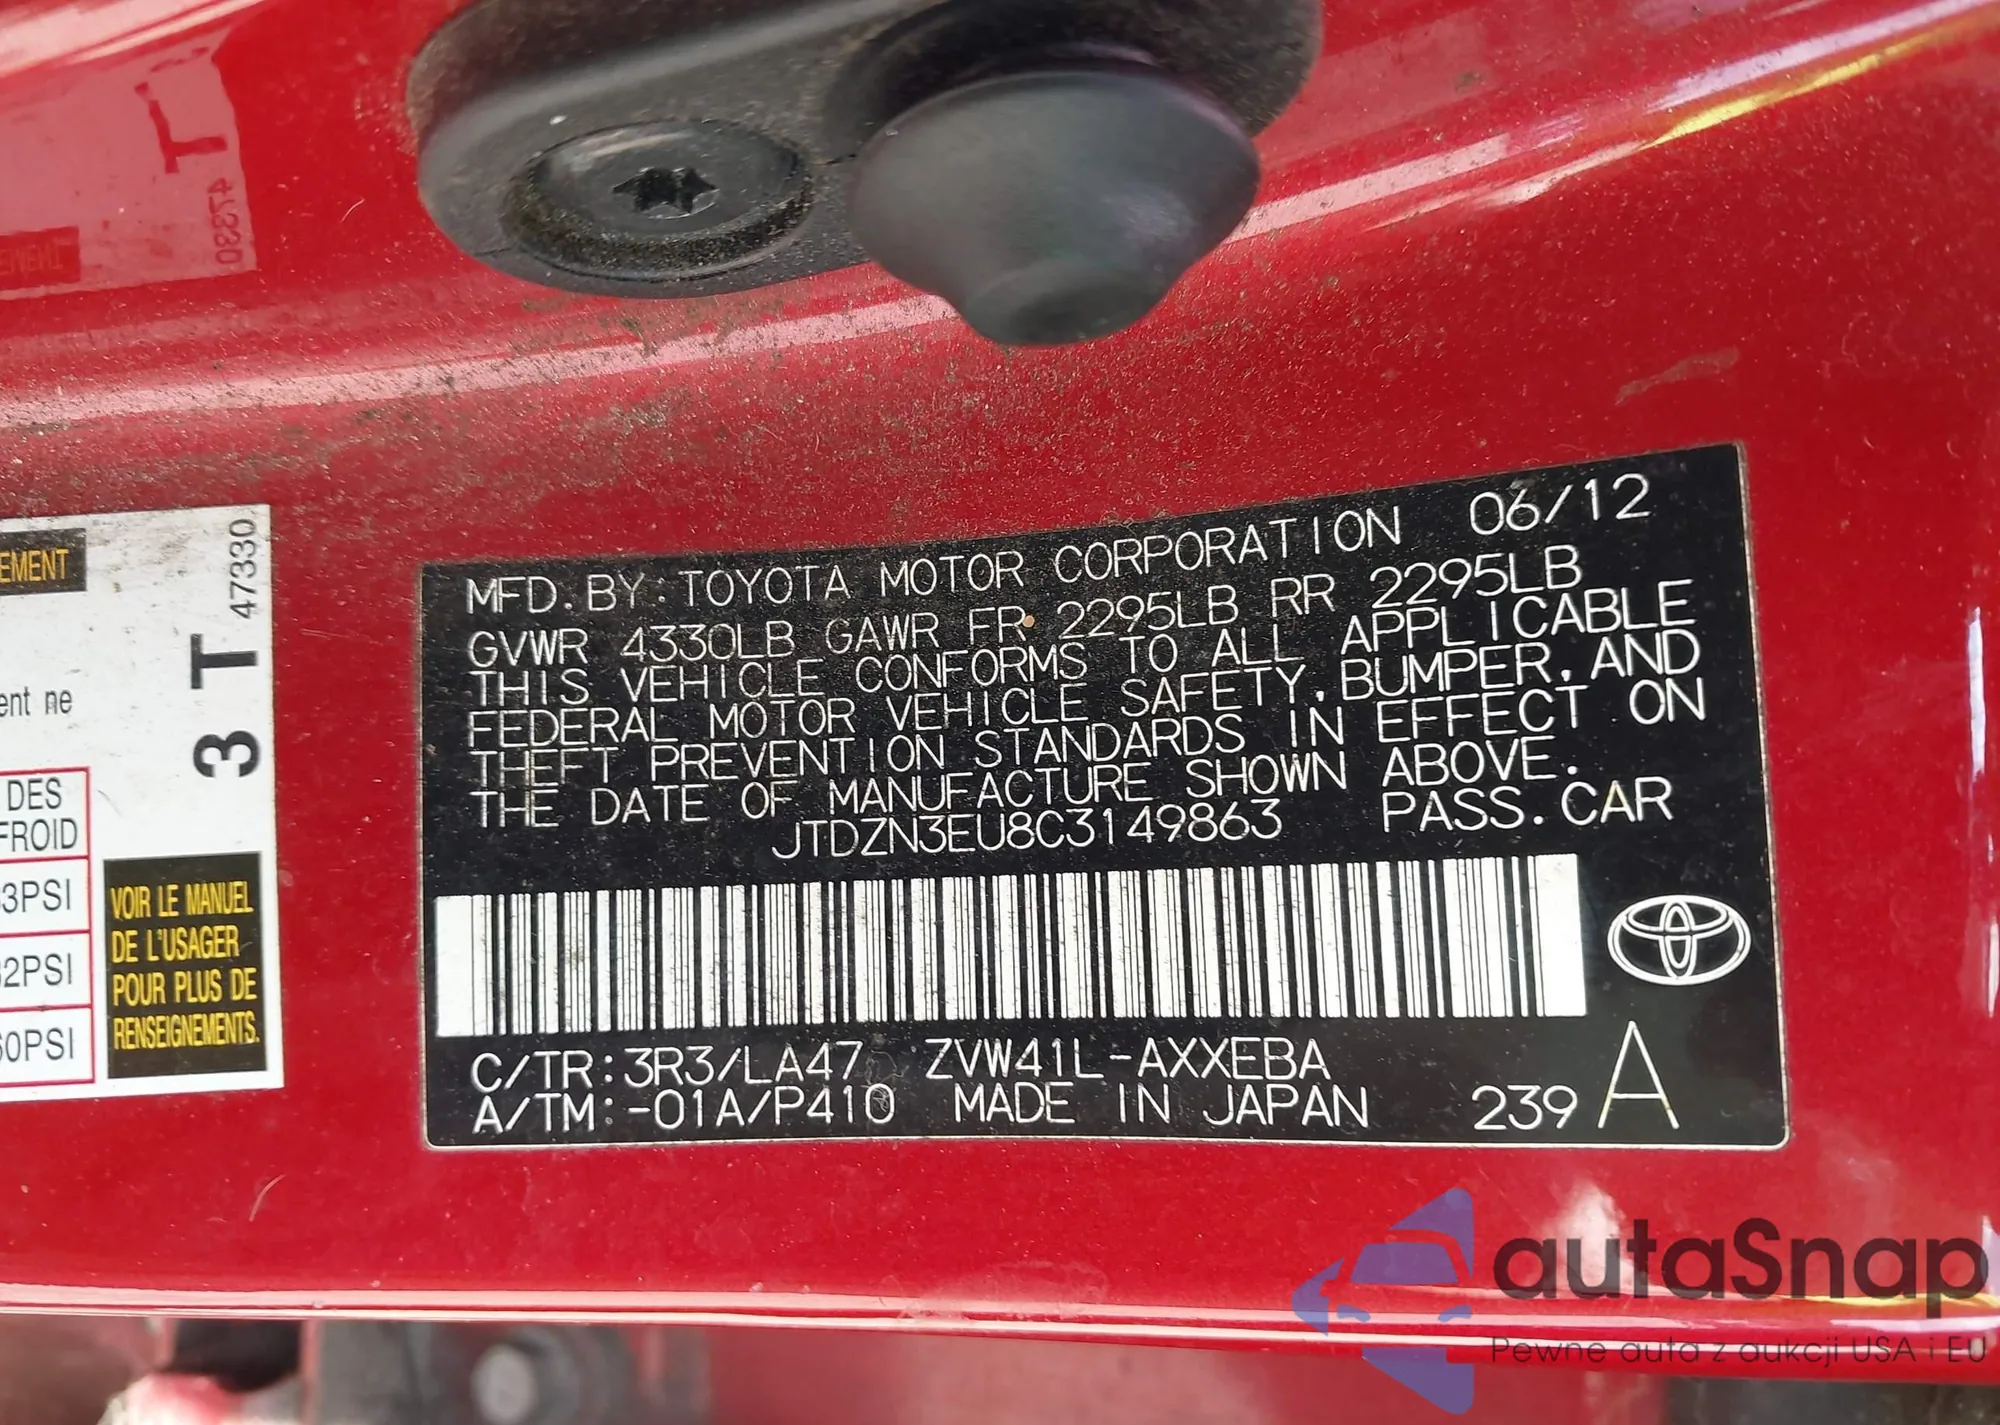 T
47330
EMENT
47330
3 T
ent ne
DES
FROID
3PSI
2PSI
60PSI
VOIR LE MANUEL
DE L'USAGER
POUR PLUS DE
RENSEIGNEMENTS.
MFD. BY: TOYOTA MOTOR CORPORATION 06/12
GVWR 4330LB GAWR FR 2295LB RR 2295LB
THIS VEHICLE CONFORMS TO ALL APPLICABLE
FEDERAL MOTOR VEHICLE SAFETY, BUMPER, AND
THEFT PREVENTION STANDARDS IN EFFECT ON
THE DATE OF MANUFACTURE SHOWN ABOVE.
JTDZN3EU8C3149863 PASS. CAR
C/TR: 3R3/LA47 ZVW41L-AXXEBA
A/TM: -01A/P410 MADE IN JAPAN 239 A
autaSnap
Pewne auta z aukcji USA i EU